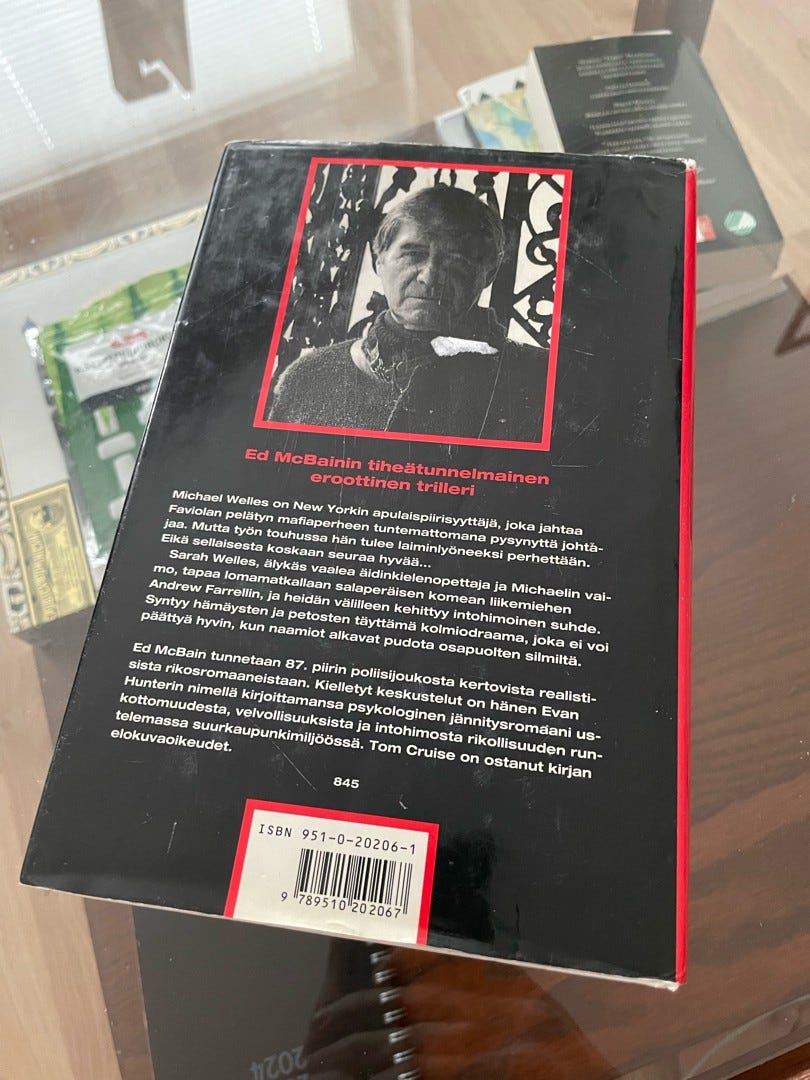 Ed McBainin tiheätunnelmainen
eroottinen trilleri
Michael Welles on New Yorkin apulaispiirisyyttäjä, joka jahtaa
Faviolan pelätyn mafiaperheen tuntemattomana pysynyttä johta-
jaa. Mutta työn touhussa hän tulee laiminlyöneeksi perhettään.
Eikä sellaisesta koskaan seuraa hyvää...
Sarah Welles, älykäs vaalea äidinkielenopettaja ja Michaelin vai-
mo, tapaa lomamatkallaan salaperäisen komean liikemiehen
Andrew Farrellin, ja heidän välilleen kehittyy intohimoinen suhde.
Syntyy hämäysten ja petosten täyttämä kolmiodraama, joka ei voi
päättyä hyvin, kun naamiot alkavat pudota osapuolten silmiltä.
Ed McBain tunnetaan 87. piirin poliisijoukosta kertovista realisti-
sista rikosromaaneistaan. Kielletyt keskustelut on hänen Evan
Hunterin nimellä kirjoittamansa psykologinen jännitysromaani us-
kottomuudesta, velvollisuuksista ja intohimosta rikollisuuden run-
telemassa suurkaupunkimiljöössä. Tom Cruise on ostanut kirjan
elokuvaoikeudet.
845
ISBN 951-0-20206-1
9 789510 202067
2024